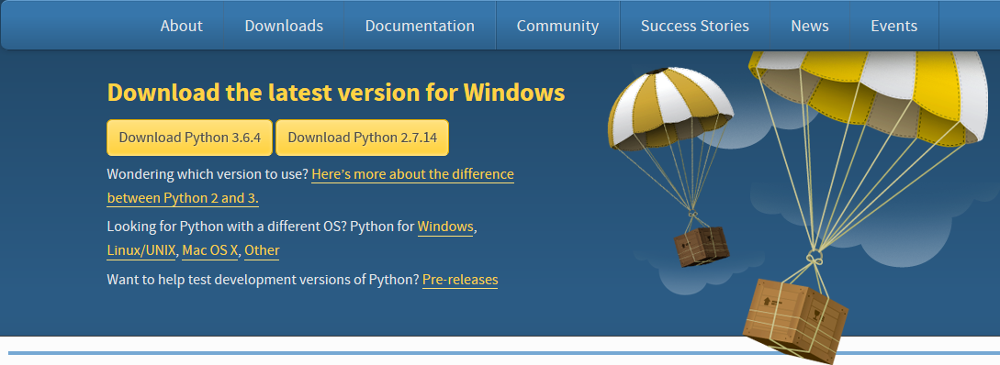 About Downloads Documentation Community Success Stories News Events
Download the latest version for Windows
Download Python 3.6.4 Download Python 2.7.14
Wondering which version to use? Here’s more about the difference
between Python 2 and 3.
Looking for Python with a different OS? Python for Windows,
Linux/UNIX, Mac OS X, Other
Want to help test development versions of Python? Pre-releases